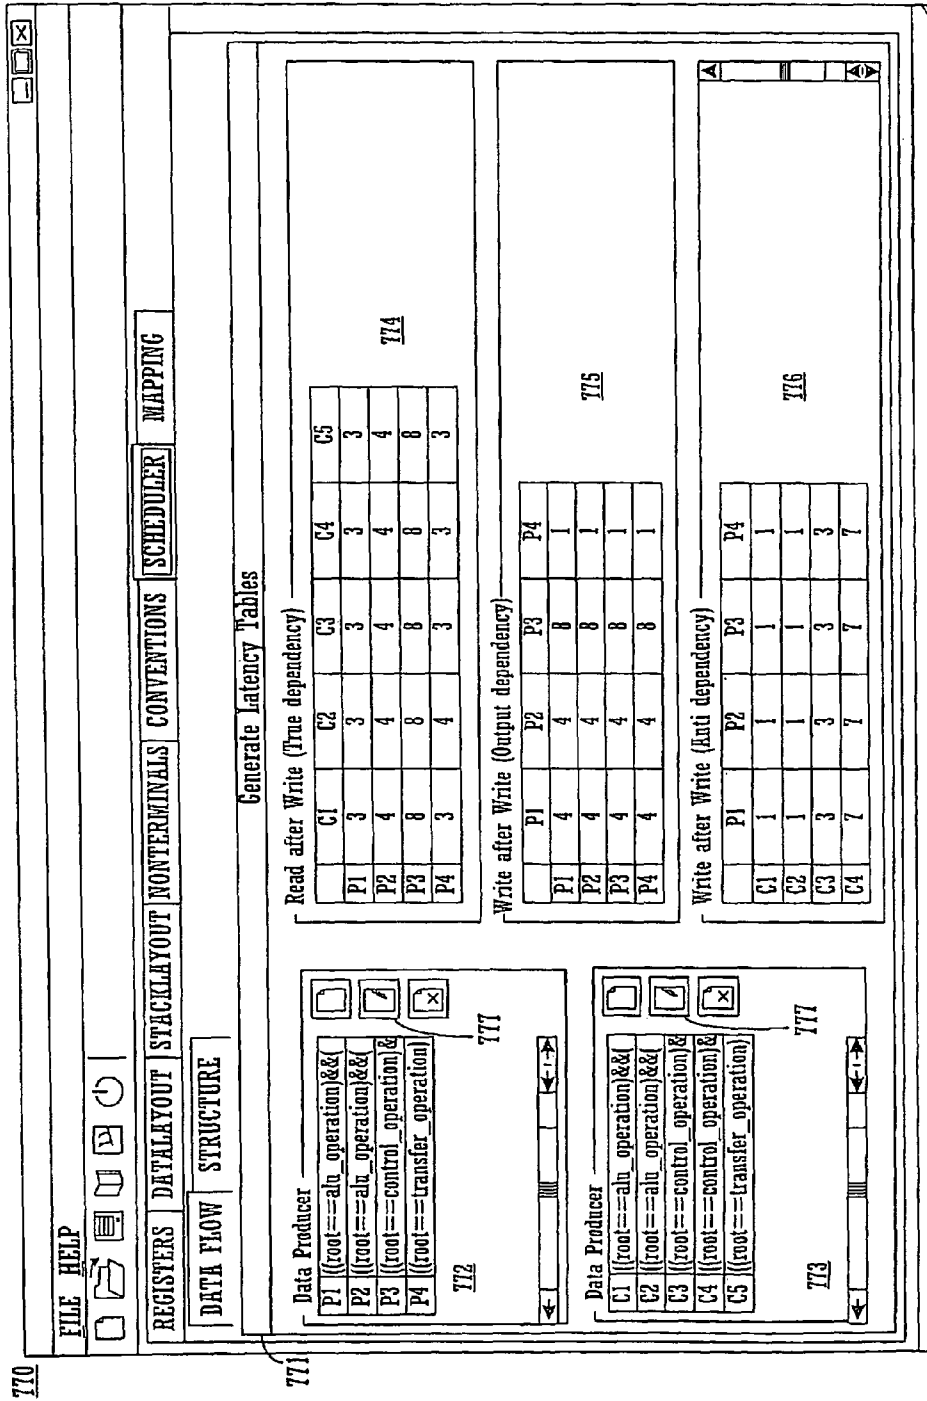 770
FILE HELP
REGISTERS DATALAYOUT STACKLAYOUT NONTERMINALS CONVENTIONS SCHEDULER MAPPING
DATA FLOW STRUCTURE
771
Generate Latency Tables
Data Producer
P1 ((root==alu_operation)&&(
P2 ((root==alu_operation)&&(
P3 ((root==control_operation)&
P4 ((root==transfer_operation)
772
777
Data Producer
C1 ((root==alu_operation)&&(
C2 ((root==alu_operation)&&(
C3 ((root==control_operation)&
C4 ((root==control_operation)&
C5 ((root==transfer_operation)
773
777
Read after Write (True dependency)
C1 C2 C3 C4 C5
P1 3 3 3 3 3
P2 4 4 4 4 4
P3 8 8 8 8 8
P4 3 4 3 3 3
774
Write after Write (Output dependency)
P1 P2 P3 P4
P1 4 4 8 1
P2 4 4 8 1
P3 4 4 8 1
P4 4 4 8 1
775
Write after Write (Anti dependency)
P1 P2 P3 P4
C1 1 1 1 1
C2 1 1 1 1
C3 3 3 3 3
C4 7 7 7 7
776